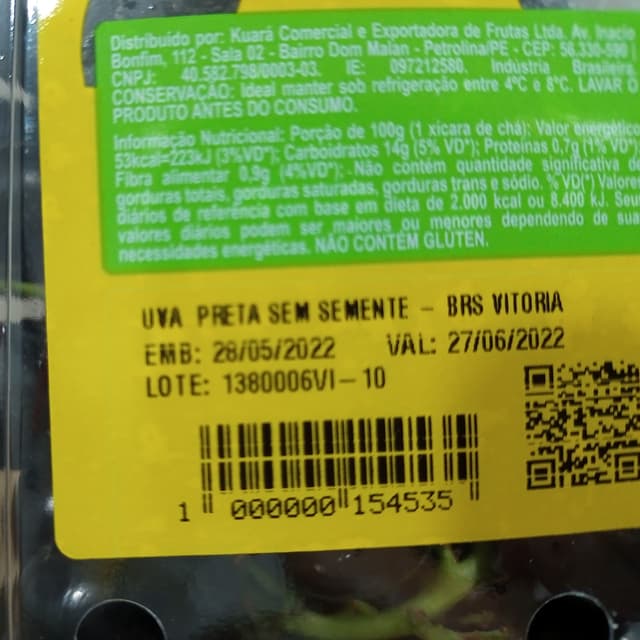 Distribuído por: Kuará Comercial e Exportadora de Frutas Ltda. Av. Inácio
Bonfim, 112 - Sala 02 - Bairro Dom Malan - Petrolina/PE - CEP: 56.330-590
CNPJ: 40.582.798/0003-03. IE: 097212580. Indústria Brasileira
CONSERVAÇÃO: Ideal manter sob refrigeração entre 4°C e 8°C. LAVAR O
PRODUTO ANTES DO CONSUMO.
Informação Nutricional: Porção de 100g (1 xícara de chá); Valor energético
53kcal=223kJ (3%VD*); Carboidratos 14g (5% VD*); Proteínas 0,7g (1% VD*);
Fibra alimentar 0,9g (4%VD*); Não contém quantidade significativa d
gorduras totais, gorduras saturadas, gorduras trans e sódio. % VD(*) Valores
diários de referência com base em dieta de 2.000 kcal ou 8.400 kJ. Seu
valores diários podem ser maiores ou menores dependendo de sua
necessidades energéticas. NÃO CONTÉM GLÚTEN.
UVA PRETA SEM SEMENTE - BRS VITORIA
EMB: 28/05/2022 VAL: 27/06/2022
LOTE: 1380006VI-10
1 000000 154535